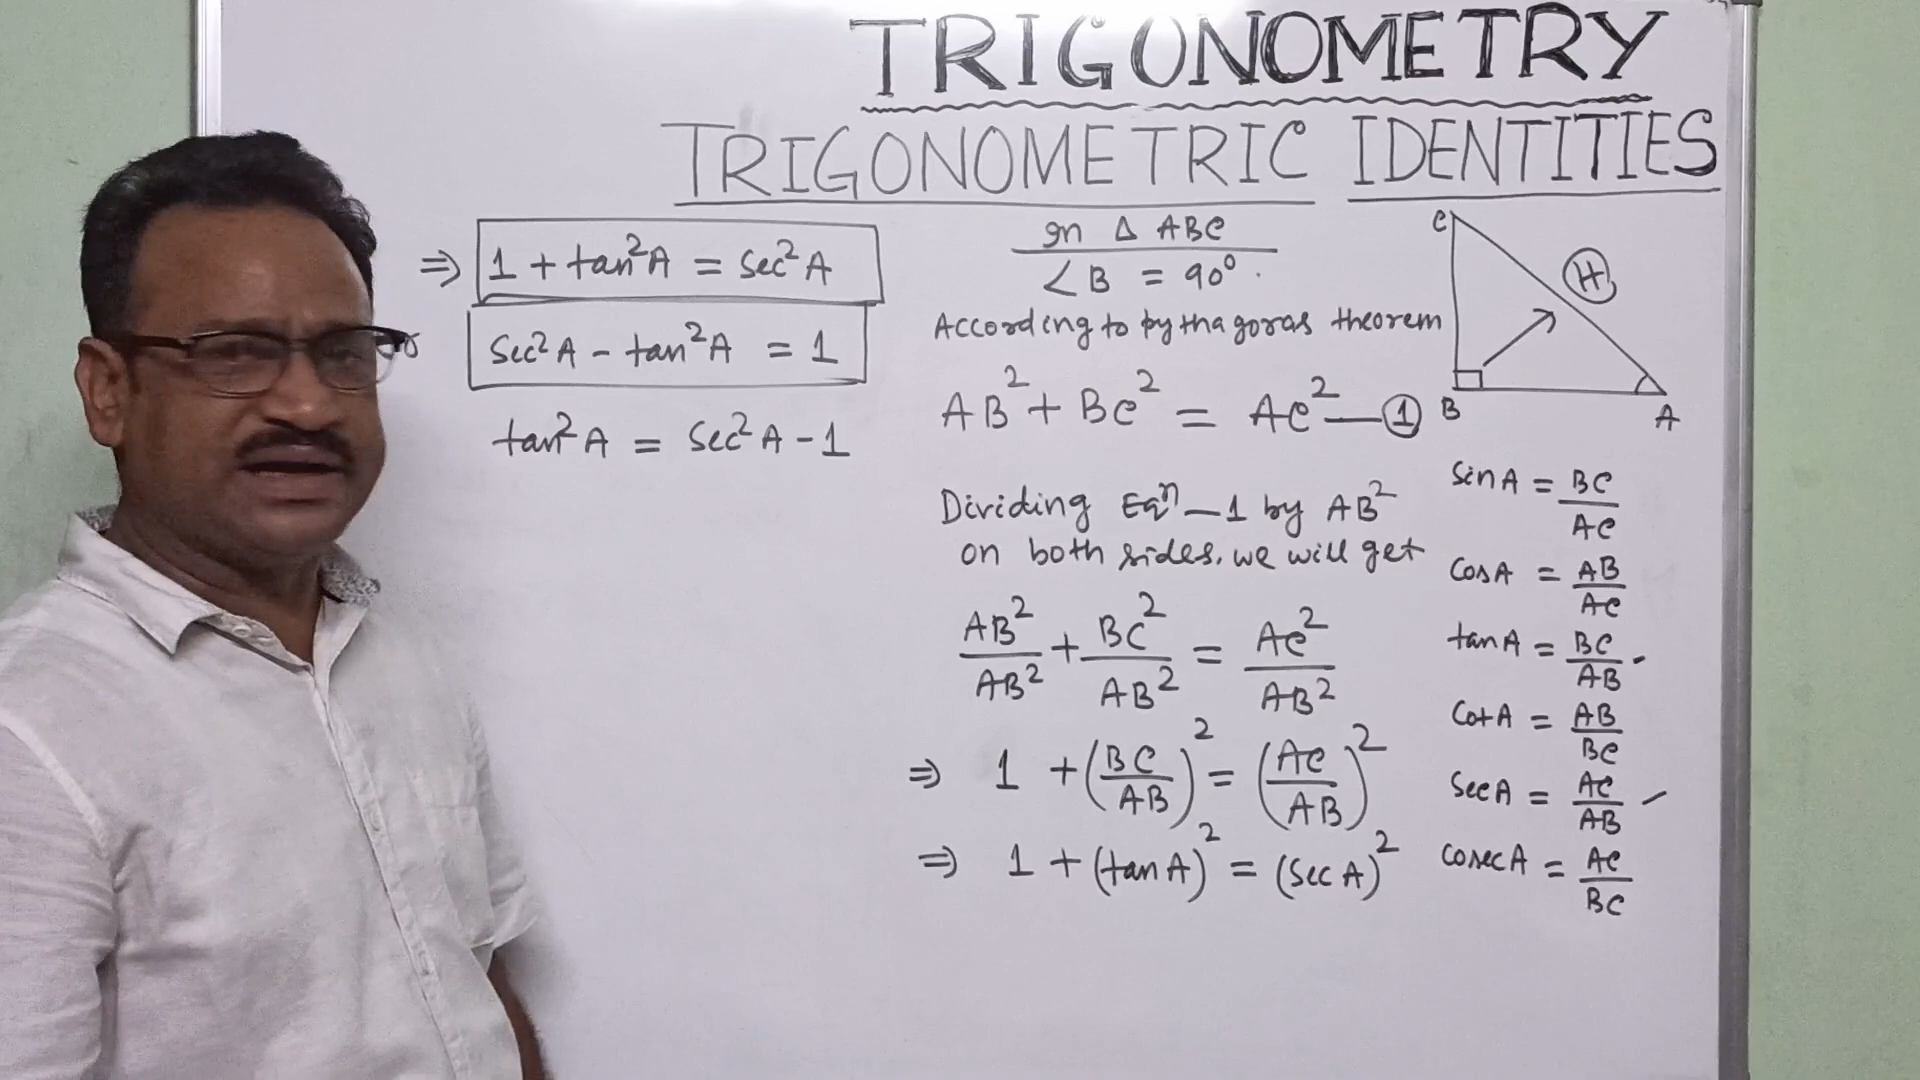 TRIGONOMETRY
TRIGONOMETRIC IDENTITIES
⇒ 1 + tan²A = sec²A
or sec²A - tan²A = 1
tan²A = sec²A - 1
In Δ ABC
∠B = 90°.
According to pythagoras theorem
AB² + BC² = AC² — ①
Dividing Eqⁿ — 1 by AB²
on both sides, we will get
AB²/AB² + BC²/AB² = AC²/AB²
⇒ 1 + (BC/AB)² = (AC/AB)²
⇒ 1 + (tan A)² = (sec A)²
C
H
B
A
sin A = BC/AC
cos A = AB/AC
tan A = BC/AB
cot A = AB/BC
sec A = AC/AB
cosec A = AC/BC